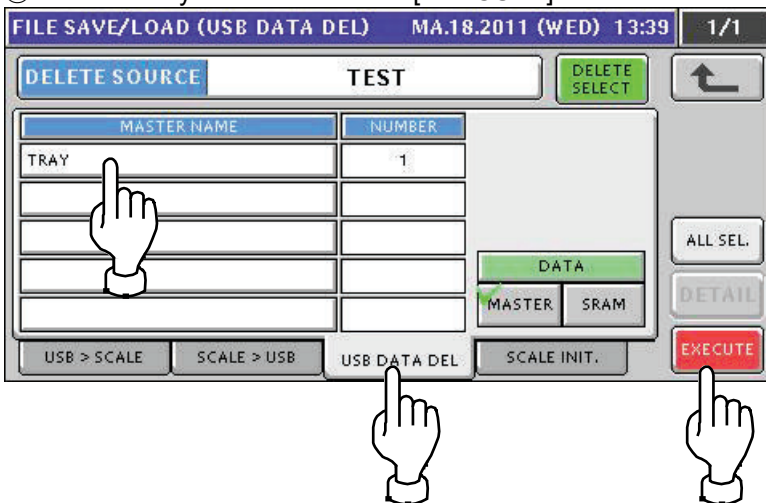 FILE SAVE/LOAD (USB DATA DEL) MA.18.2011 (WED) 13:39 1/1
DELETE SOURCE TEST DELETE SELECT
MASTER NAME NUMBER
TRAY 1
ALL SEL.
DATA
MASTER SRAM DETAIL
USB > SCALE SCALE > USB USB DATA DEL SCALE INIT. EXECUTE